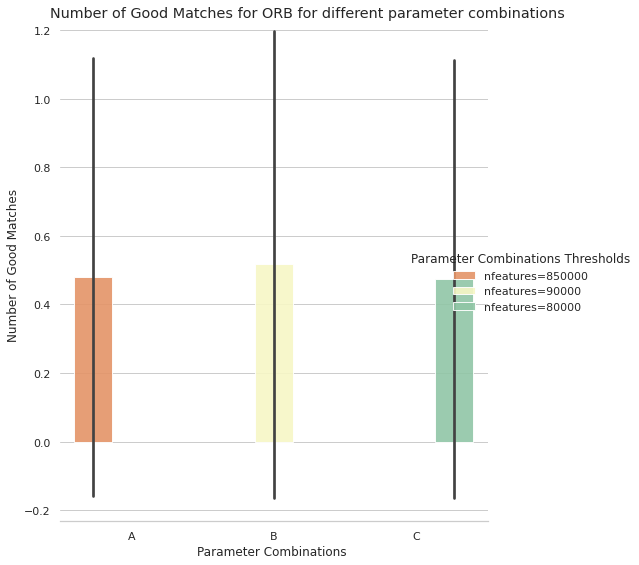 Number of Good Matches for ORB for different parameter combinations
1.2
1.0
0.8
0.6
0.4
0.2
0.0
−0.2
Number of Good Matches
A
B
C
Parameter Combinations
Parameter Combinations Thresholds
nfeatures=850000
nfeatures=90000
nfeatures=80000